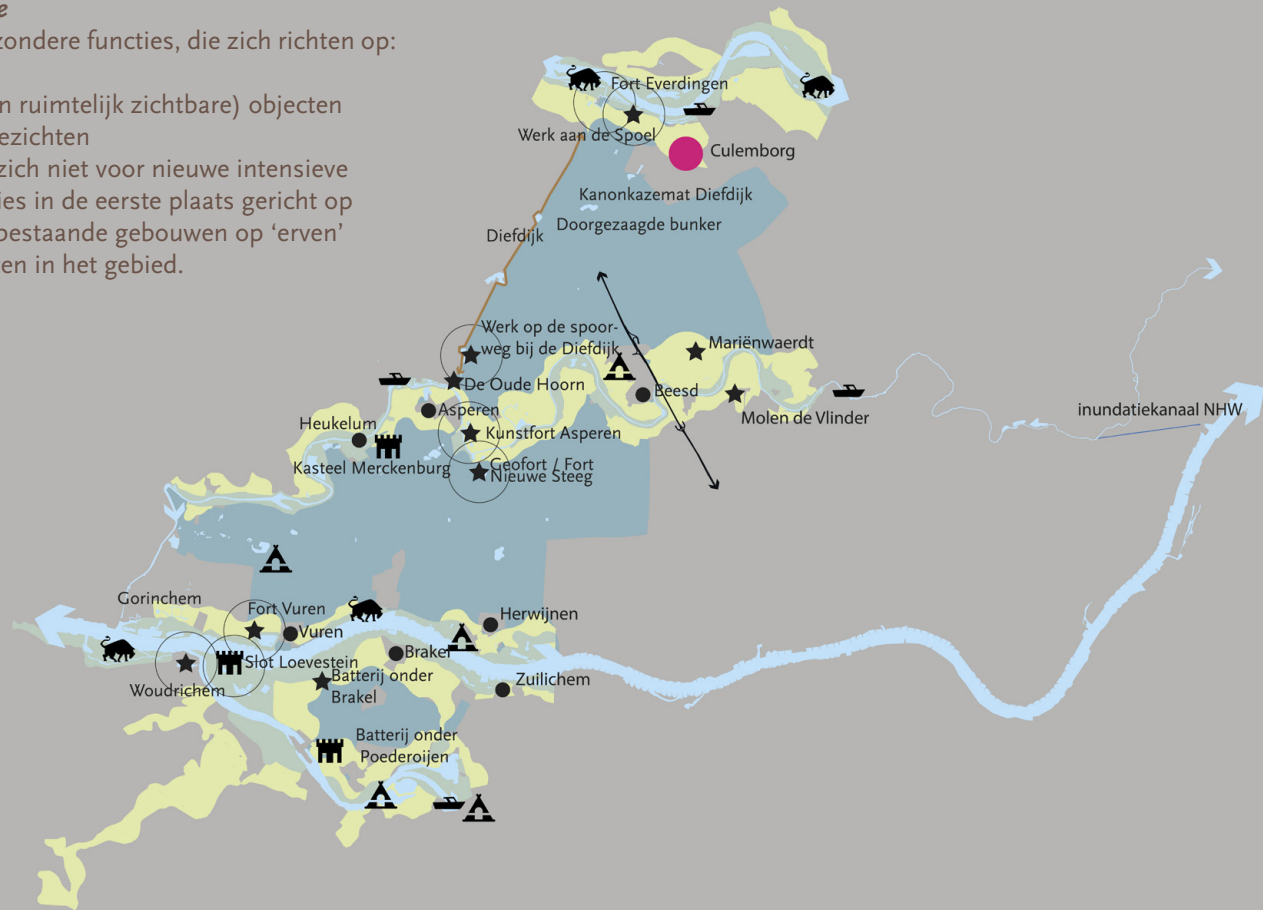 e
zondere functies, die zich richten op:
n ruimtelijk zichtbare) objecten
ezichten
zich niet voor nieuwe intensieve
ies in de eerste plaats gericht op
bestaande gebouwen op ‘erven’
en in het gebied.
Fort Everdingen
Werk aan de Spoel
Culemborg
Kanonkazemat Diefdijk
Doorgezaagde bunker
Diefdijk
Werk op de spoor-
weg bij de Diefdijk
Mariënwaerdt
De Oude Hoorn
Beesd
Asperen
Molen de Vlinder
inundatiekanaal NHW
Heukelum
Kunstfort Asperen
Kasteel Merckenburg
Geofort / Fort
Nieuwe Steeg
Gorinchem
Fort Vuren
Herwijnen
Vuren
Brakel
Slot Loevestein
Batterij onder
Brakel
Zuilichem
Woudrichem
Batterij onder
Poederoijen